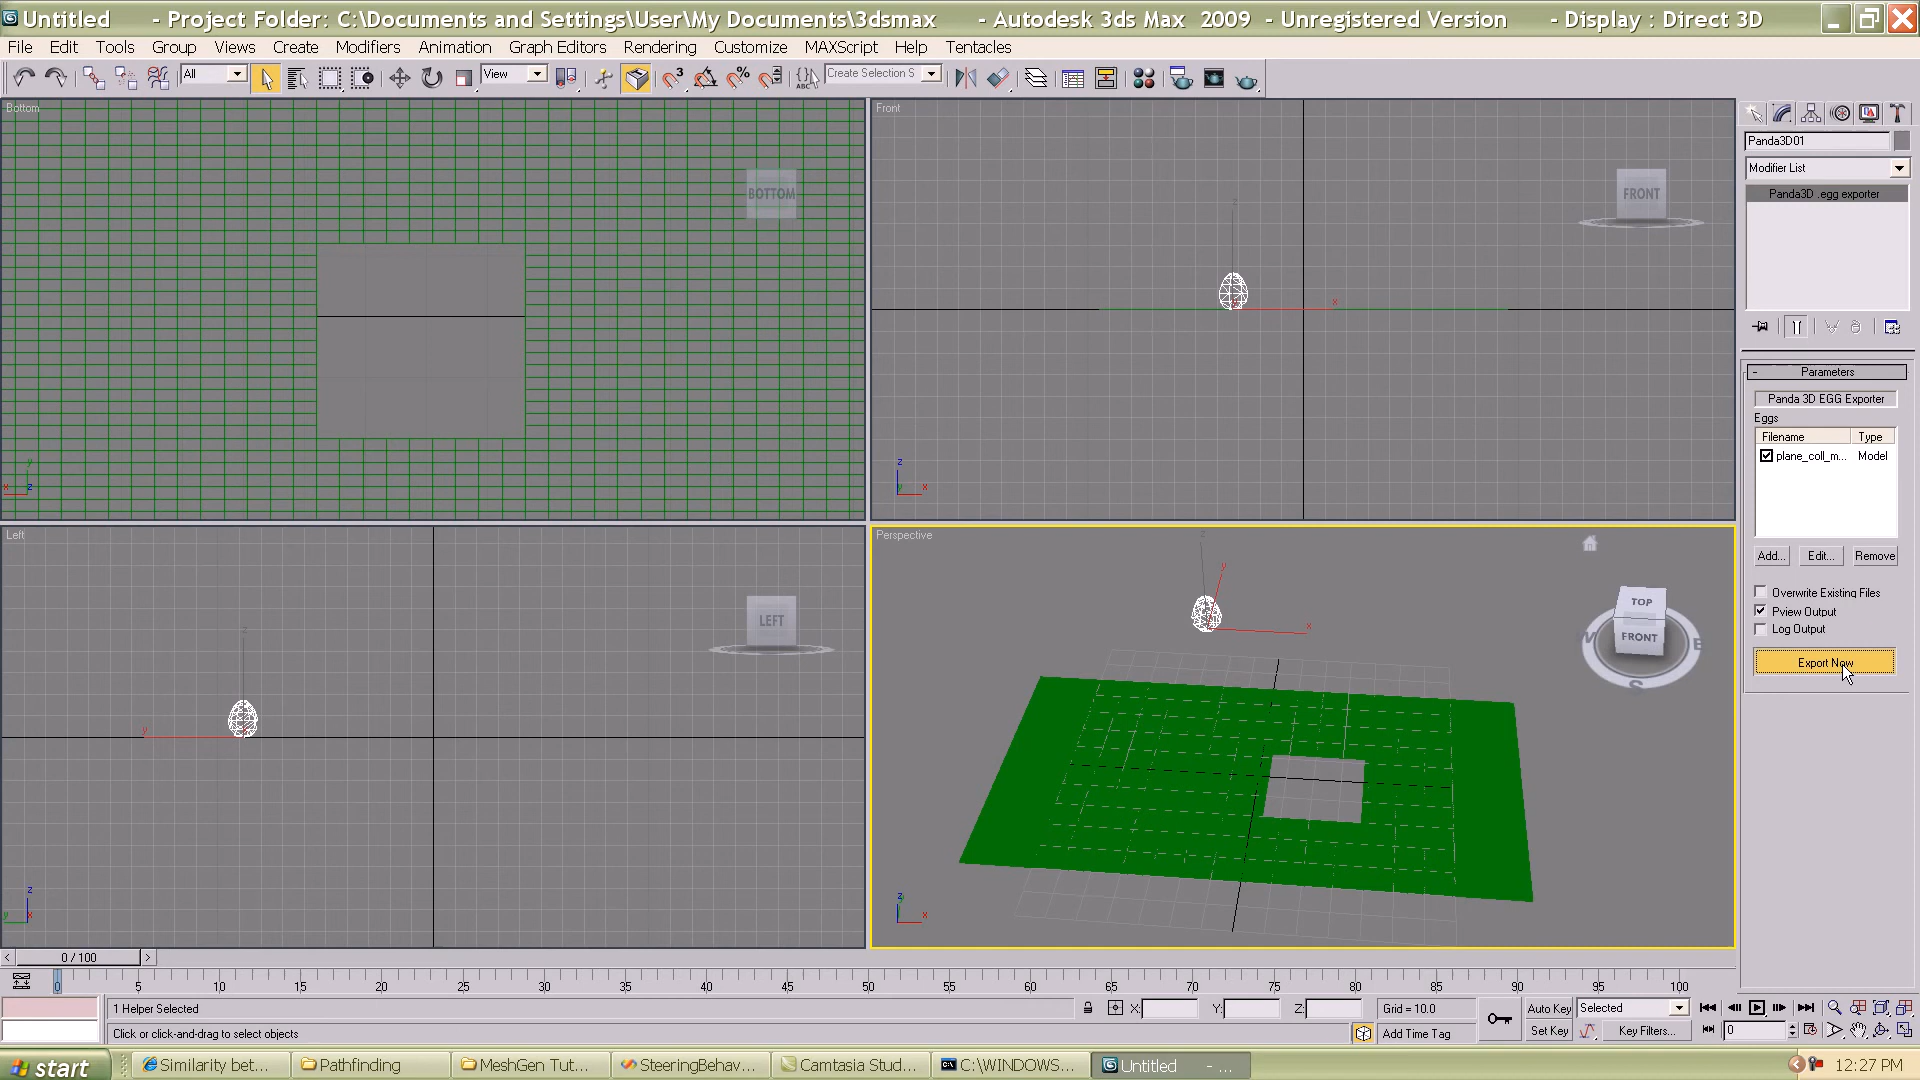 Untitled - Project Folder: C:\Documents and Settings\User\My Documents\3dsmax - Autodesk 3ds Max 2009 - Unregistered Version - Display : Direct 3D
File Edit Tools Group Views Create Modifiers Animation Graph Editors Rendering Customize MAXScript Help Tentacles
All View 3 % ABC Create Selection S
Bottom
BOTTOM
y
x z
Front
FRONT
z
x
z
y x
Left
LEFT
z
y
z
y x
Perspective
z
y
x
TOP
FRONT
W E
S
z
y x
Panda3D01
Modifier List
Panda3D .egg exporter
- Parameters
Panda 3D EGG Exporter
Eggs
Filename Type
plane_coll_m... Model
Add... Edit... Remove
Overwrite Existing Files
Pview Output
Log Output
Export Now
< 0 / 100 >
0 5 10 15 20 25 30 35 40 45 50 55 60 65 70 75 80 85 90 95 100
1 Helper Selected X: Y: Z: Grid = 10.0 Auto Key Selected
Click or click-and-drag to select objects Add Time Tag Set Key Key Filters... 0
start Similarity bet... Pathfinding MeshGen Tut... SteeringBehav... Camtasia Stud... C:\WINDOWS... Untitled - ... 12:27 PM